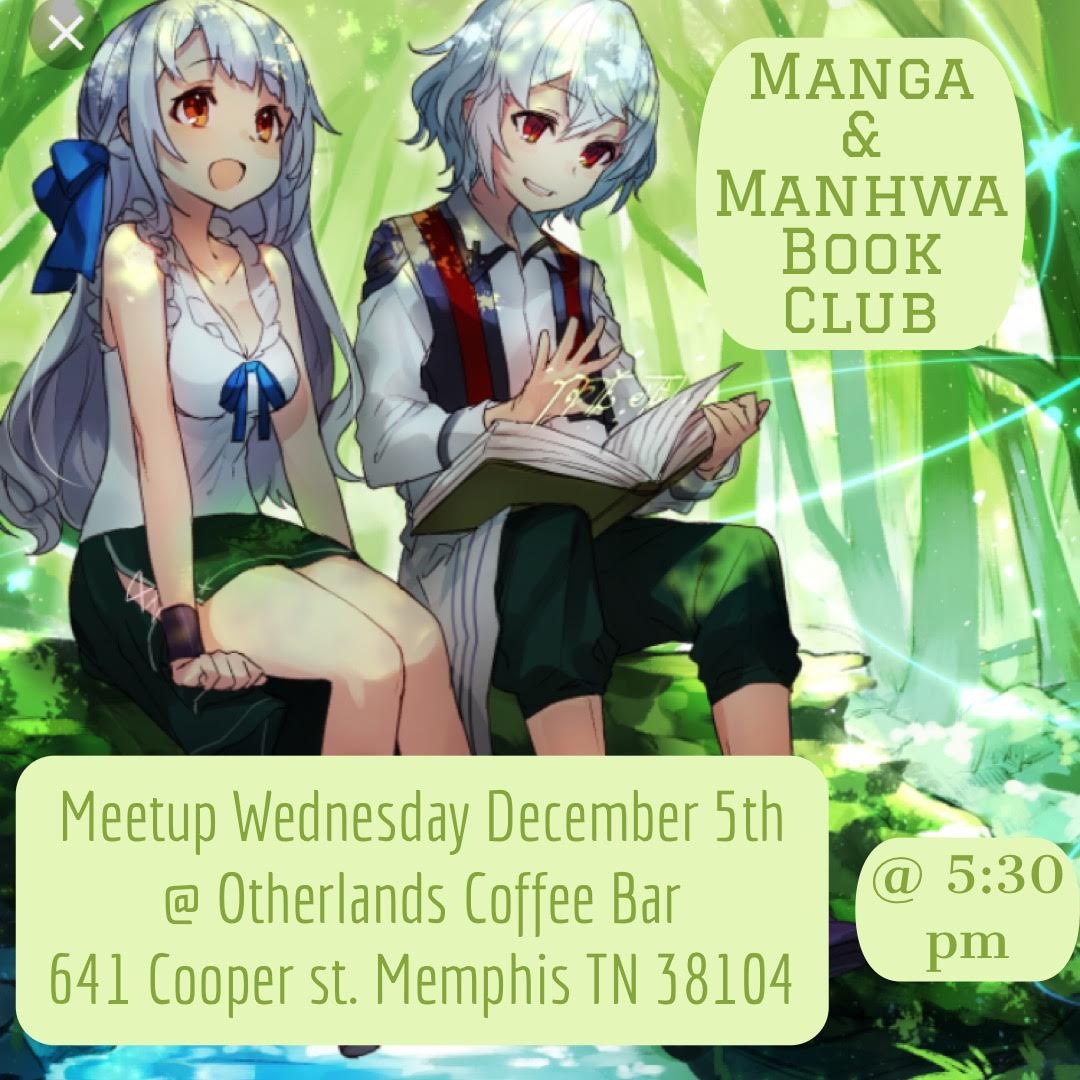 Manga
&
Manhwa
Book
Club
Meetup Wednesday December 5th
@ Otherlands Coffee Bar
641 Cooper st. Memphis TN 38104
@ 5:30
pm